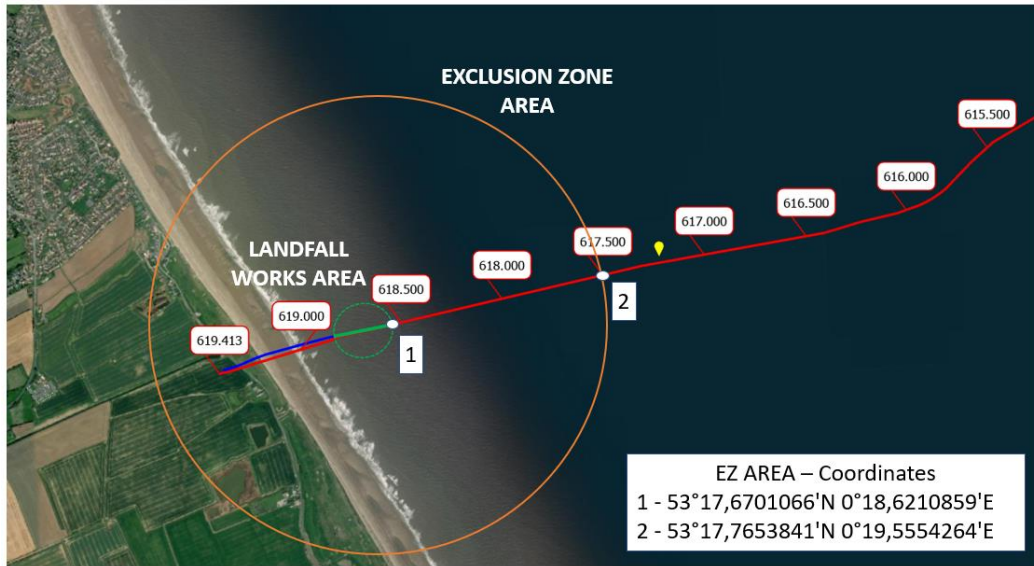 EXCLUSION ZONE
AREA
615.500
616.000
616.500
617.000
617.500
618.000
LANDFALL
WORKS AREA
618.500
619.000
619.413
1
2
EZ AREA – Coordinates
1 - 53°17,6701066'N 0°18,6210859'E
2 - 53°17,7653841'N 0°19,5554264'E